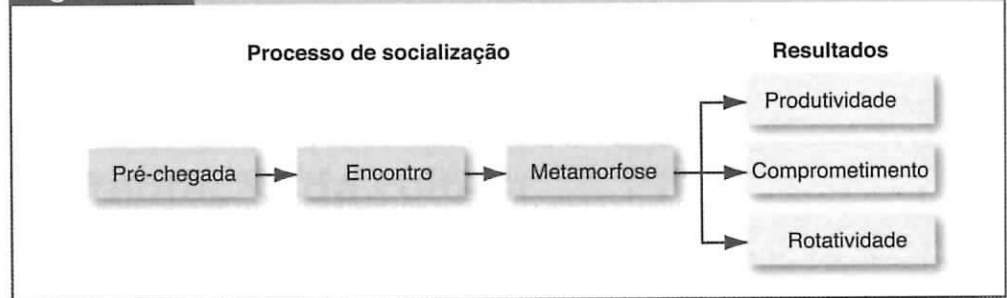 Processo de socialização
Resultados
Pré-chegada
Encontro
Metamorfose
Produtividade
Comprometimento
Rotatividade